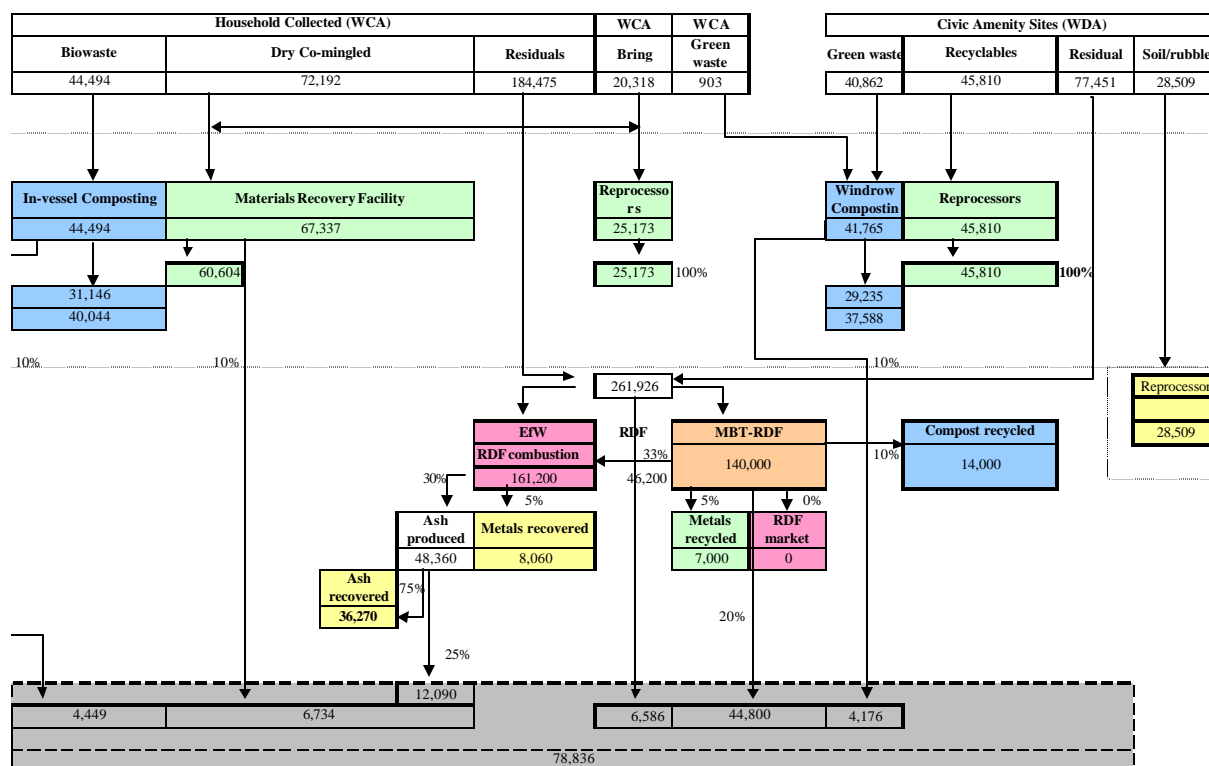 Household Collected (WCA) WCA WCA Civic Amenity Sites (WDA)
Biowaste Dry Co-mingled Residuals Bring Green waste Green waste Recyclables Residual Soil/rubble
44,494 72,192 184,475 20,318 903 40,862 45,810 77,451 28,509
In-vessel Composting Materials Recovery Facility Reprocesso rs Windrow Compostin Reprocessors
44,494 67,337 25,173 41,765 45,810
60,604 25,173 100% 45,810 100%
31,146 29,235
40,044 37,588
10% 10% 10%
261,926 Reprocessor
EfW RDF MBT-RDF Compost recycled
RDF combustion 33% 28,509
161,200 46,200 140,000 10% 14,000
30% 5% 5% 0%
Ash produced Metals recovered Metals recycled RDF market
48,360 8,060 7,000 0
Ash recovered 75%
36,270 20%
25%
12,090
4,449 6,734 6,586 44,800 4,176
78,836